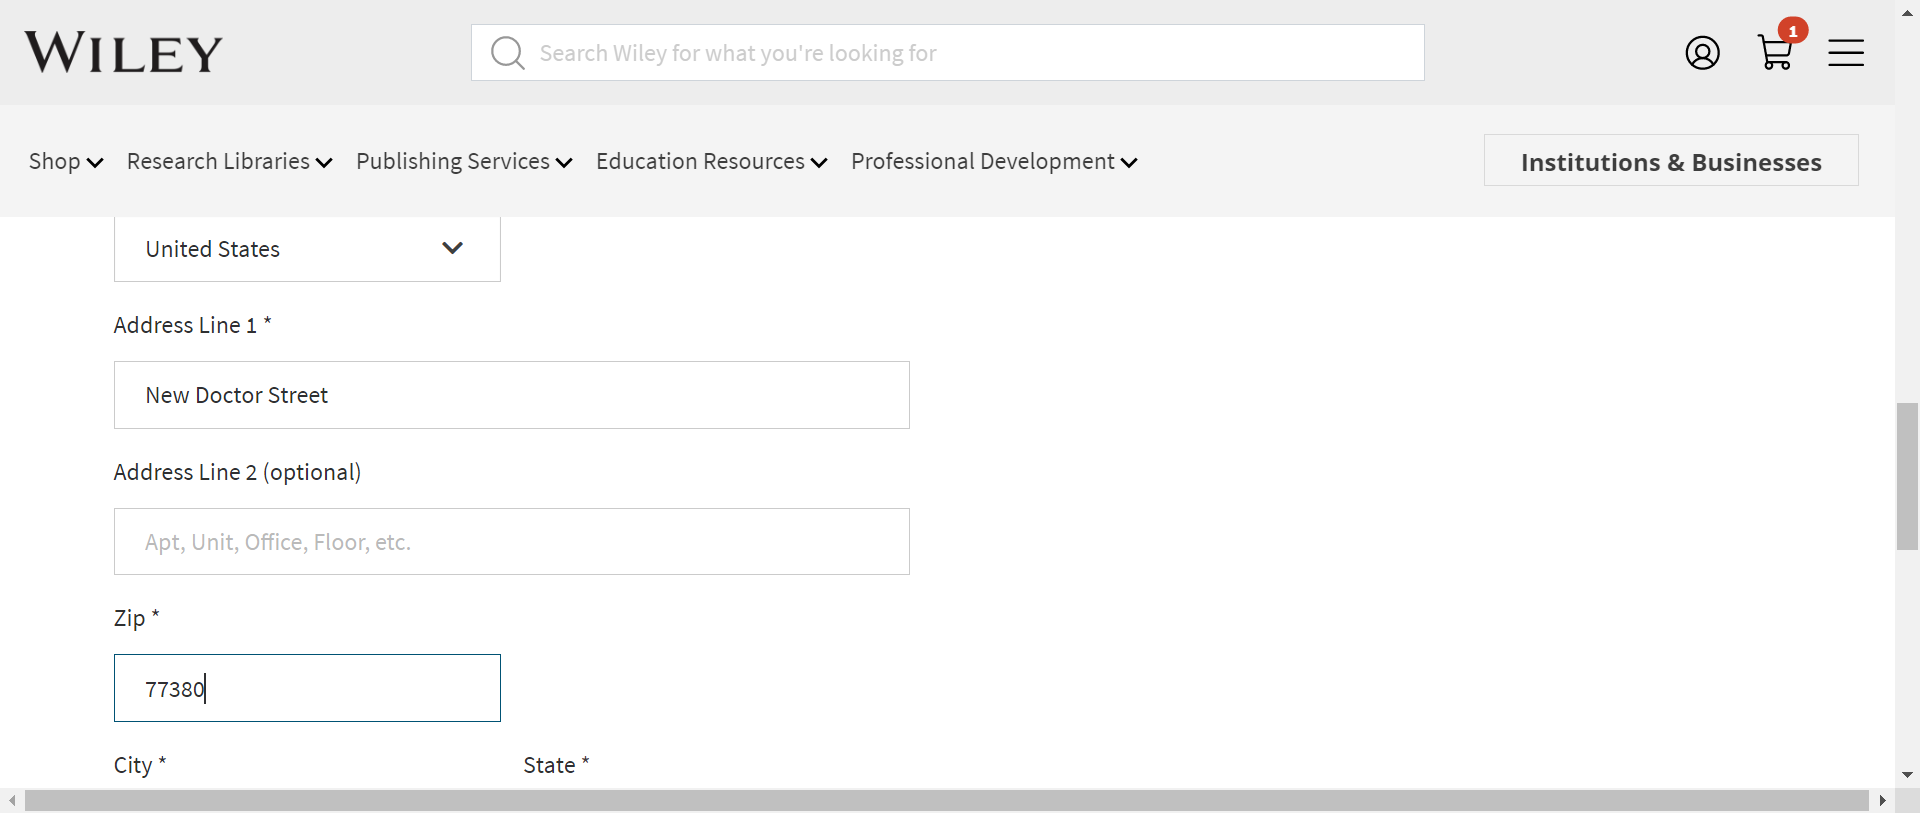 WILEY
Search Wiley for what you're looking for
1
Shop
Research Libraries
Publishing Services
Education Resources
Professional Development
Institutions & Businesses
United States
Address Line 1 *
New Doctor Street
Address Line 2 (optional)
Apt, Unit, Office, Floor, etc.
Zip *
77380
City *
State *